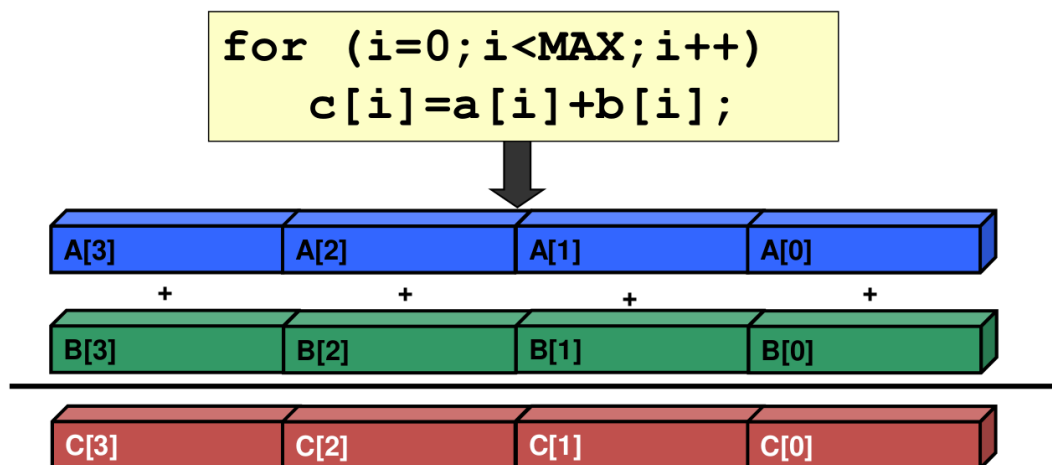 for (i=0;i<MAX;i++)
c[i]=a[i]+b[i];
A[3] A[2] A[1] A[0]
+ + + +
B[3] B[2] B[1] B[0]
C[3] C[2] C[1] C[0]